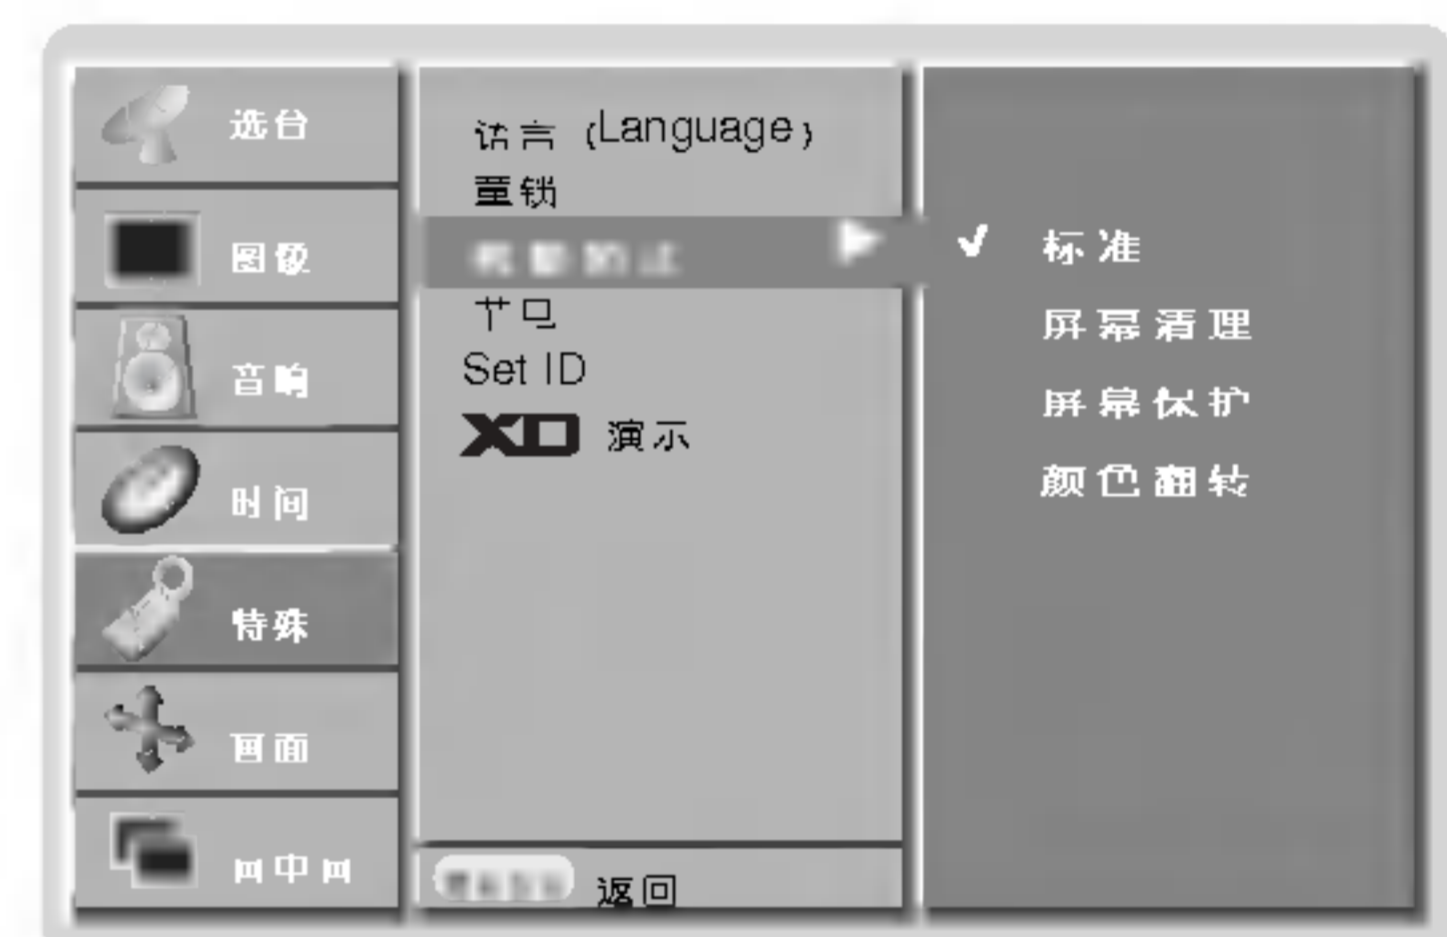 选台
图像
音响
时间
特殊
画面
画中画
语言 (Language)
童锁
节电
Set ID
XD 演示
返回
✓ 标准
屏幕清理
屏幕保护
颜色翻转